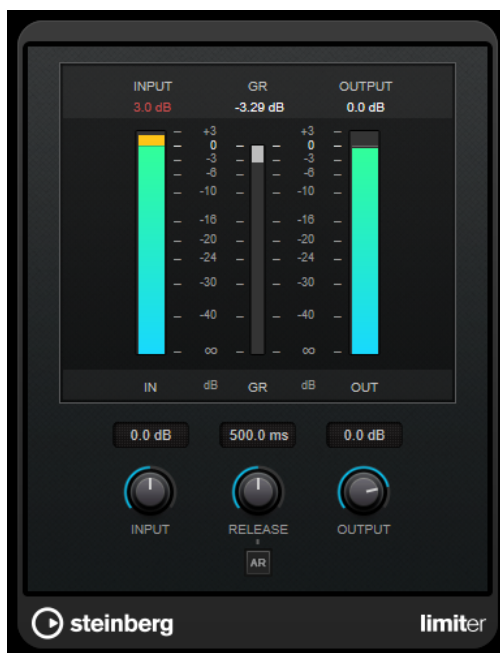 INPUT GR OUTPUT
3.0 dB -3.29 dB 0.0 dB
+3 +3
0 0
-3 -3
-6 -6
-10 -10
-16 -16
-20 -20
-24 -24
-30 -30
-40 -40
∞ ∞
IN dB GR dB OUT
0.0 dB 500.0 ms 0.0 dB
INPUT RELEASE OUTPUT
AR
steinberg limiter